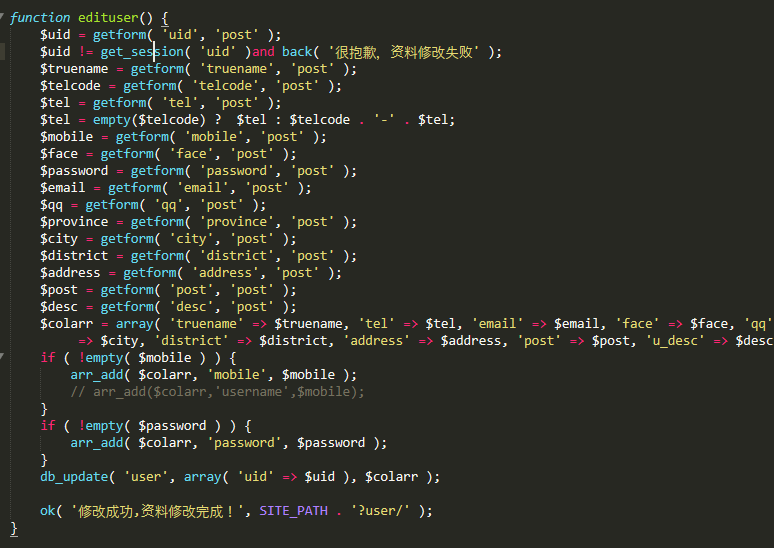 function edituser() {
$uid = getform( 'uid', 'post' );
$uid != get_session( 'uid' )and back( '很抱歉，资料修改失败' );
$truename = getform( 'truename', 'post' );
$telcode = getform( 'telcode', 'post' );
$tel = getform( 'tel', 'post' );
$tel = empty($telcode) ?  $tel : $telcode . '-' . $tel;
$mobile = getform( 'mobile', 'post' );
$face = getform( 'face', 'post' );
$password = getform( 'password', 'post' );
$email = getform( 'email', 'post' );
$qq = getform( 'qq', 'post' );
$province = getform( 'province', 'post' );
$city = getform( 'city', 'post' );
$district = getform( 'district', 'post' );
$address = getform( 'address', 'post' );
$post = getform( 'post', 'post' );
$desc = getform( 'desc', 'post' );
$colarr = array( 'truename' => $truename, 'tel' => $tel, 'email' => $email, 'face' => $face, 'qq'
=> $city, 'district' => $district, 'address' => $address, 'post' => $post, 'u_desc' => $desc
if ( !empty( $mobile ) ) {
arr_add( $colarr, 'mobile', $mobile );
// arr_add($colarr,'username',$mobile);
}
if ( !empty( $password ) ) {
arr_add( $colarr, 'password', $password );
}
db_update( 'user', array( 'uid' => $uid ), $colarr );
ok( '修改成功,资料修改完成！', SITE_PATH . '?user/' );
}